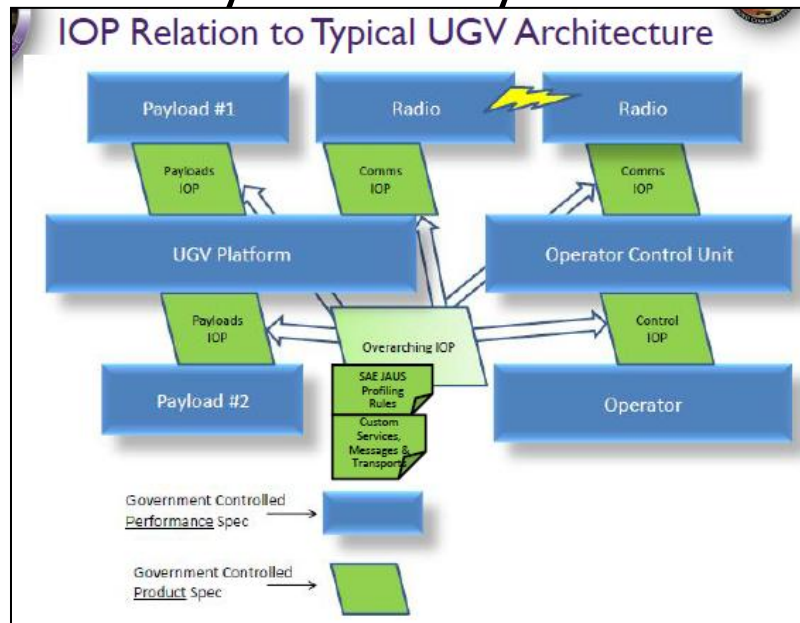 IOP Relation to Typical UGV Architecture
Payload #1
Radio
Radio
Payloads
IOP
Comms
IOP
Comms
IOP
UGV Platform
Operator Control Unit
Payloads
IOP
Overarching IOP
Control
IOP
SAE JAUS
Profiling
Rules
Payload #2
Operator
Custom
Services,
Messages &
Transports
Government Controlled
Performance Spec
Government Controlled
Product Spec